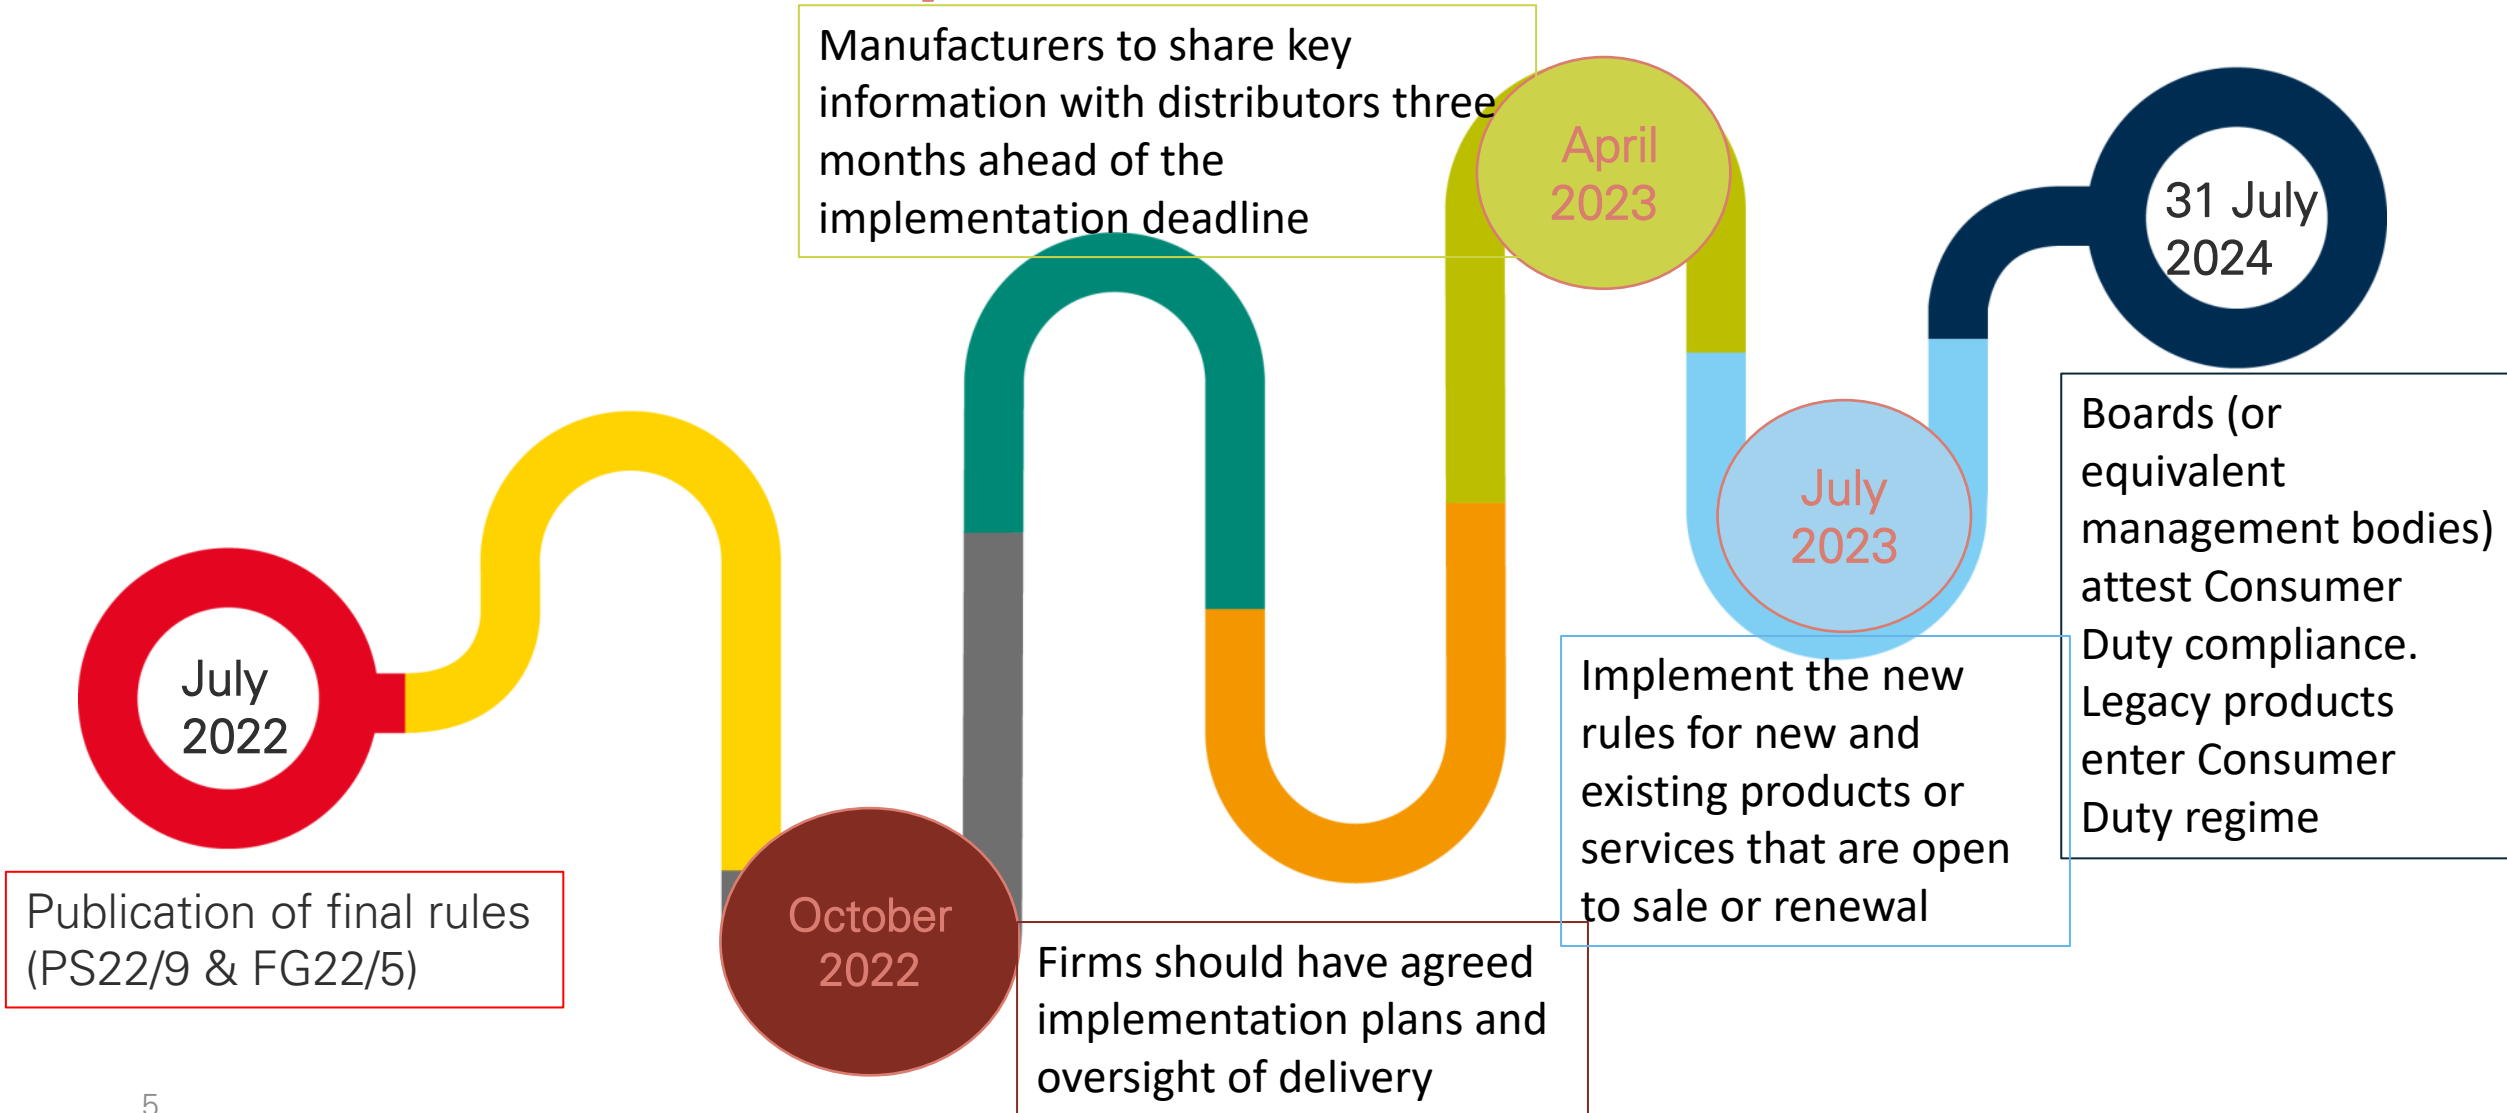 Manufacturers to share key
information with distributors three
months ahead of the
implementation deadline
April
2023
31 July
2024
Boards (or
equivalent
management bodies)
attest Consumer
Duty compliance.
Legacy products
enter Consumer
Duty regime
July
2023
Implement the new
rules for new and
existing products or
services that are open
to sale or renewal
July
2022
Publication of final rules
(PS22/9 & FG22/5)
October
2022
Firms should have agreed
implementation plans and
oversight of delivery
5